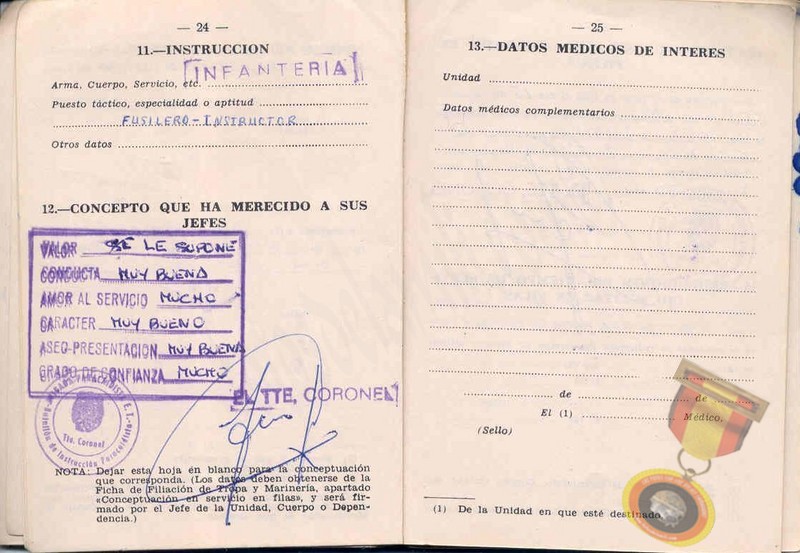 — 24 —
11.—INSTRUCCION
Arma, Cuerpo, Servicio, etc. INFANTERIA
Puesto táctico, especialidad o aptitud
FUSILERO-INSTRUCTOR
Otros datos
12.—CONCEPTO QUE HA MERECIDO A SUS
JEFES
VALOR SE LE SUPONE
CONDUCTA MUY BUENA
AMOR AL SERVICIO MUCHO
CARACTER MUY BUENO
ASEO-PRESENTACION MUY BUENA
GRADO DE CONFIANZA MUCHO
EL TTE. CORONEL
Tte. Coronel
de Instrucción Paracaidista
NOTA: Dejar esta hoja en blanco para la conceptuación
que corresponda. (Los datos deben obtenerse de la
Ficha de Filiación de Tropa y Marinería, apartado
«Conceptuación en servicio en filas», y será fir-
mado por el Jefe de la Unidad, Cuerpo o Depen-
dencia.)
— 25 —
13.—DATOS MEDICOS DE INTERES
Unidad
Datos médicos complementarios
de de
El (1) Médico.
(Sello)
(1) De la Unidad en que esté destinado.